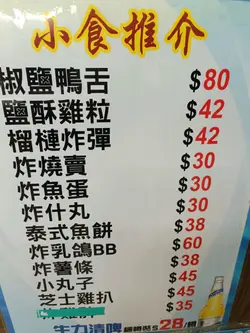 小食推介
椒鹽鴨舌 $80
鹽酥雞粒 $42
榴槤炸彈 $42
炸燒賣 $30
炸魚蛋 $30
炸什丸 $30
泰式魚餅 $38
炸乳鴿BB $60
炸薯條 $38
小丸子 $45
芝士雞扒 $45
$35
生力清啤 $28/